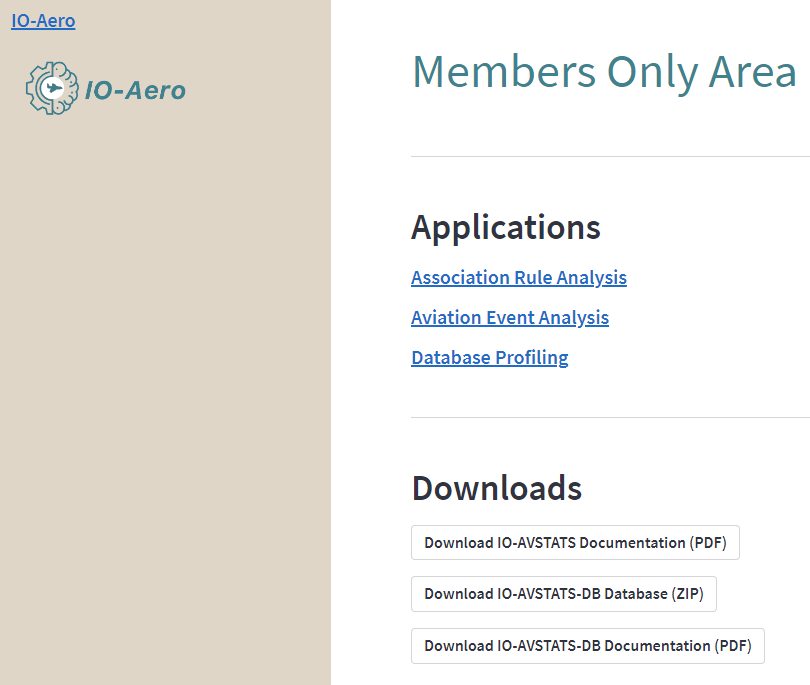 IO-Aero
IO-Aero
Members Only Area
Applications
Association Rule Analysis
Aviation Event Analysis
Database Profiling
Downloads
Download IO-AVSTATS Documentation (PDF)
Download IO-AVSTATS-DB Database (ZIP)
Download IO-AVSTATS-DB Documentation (PDF)